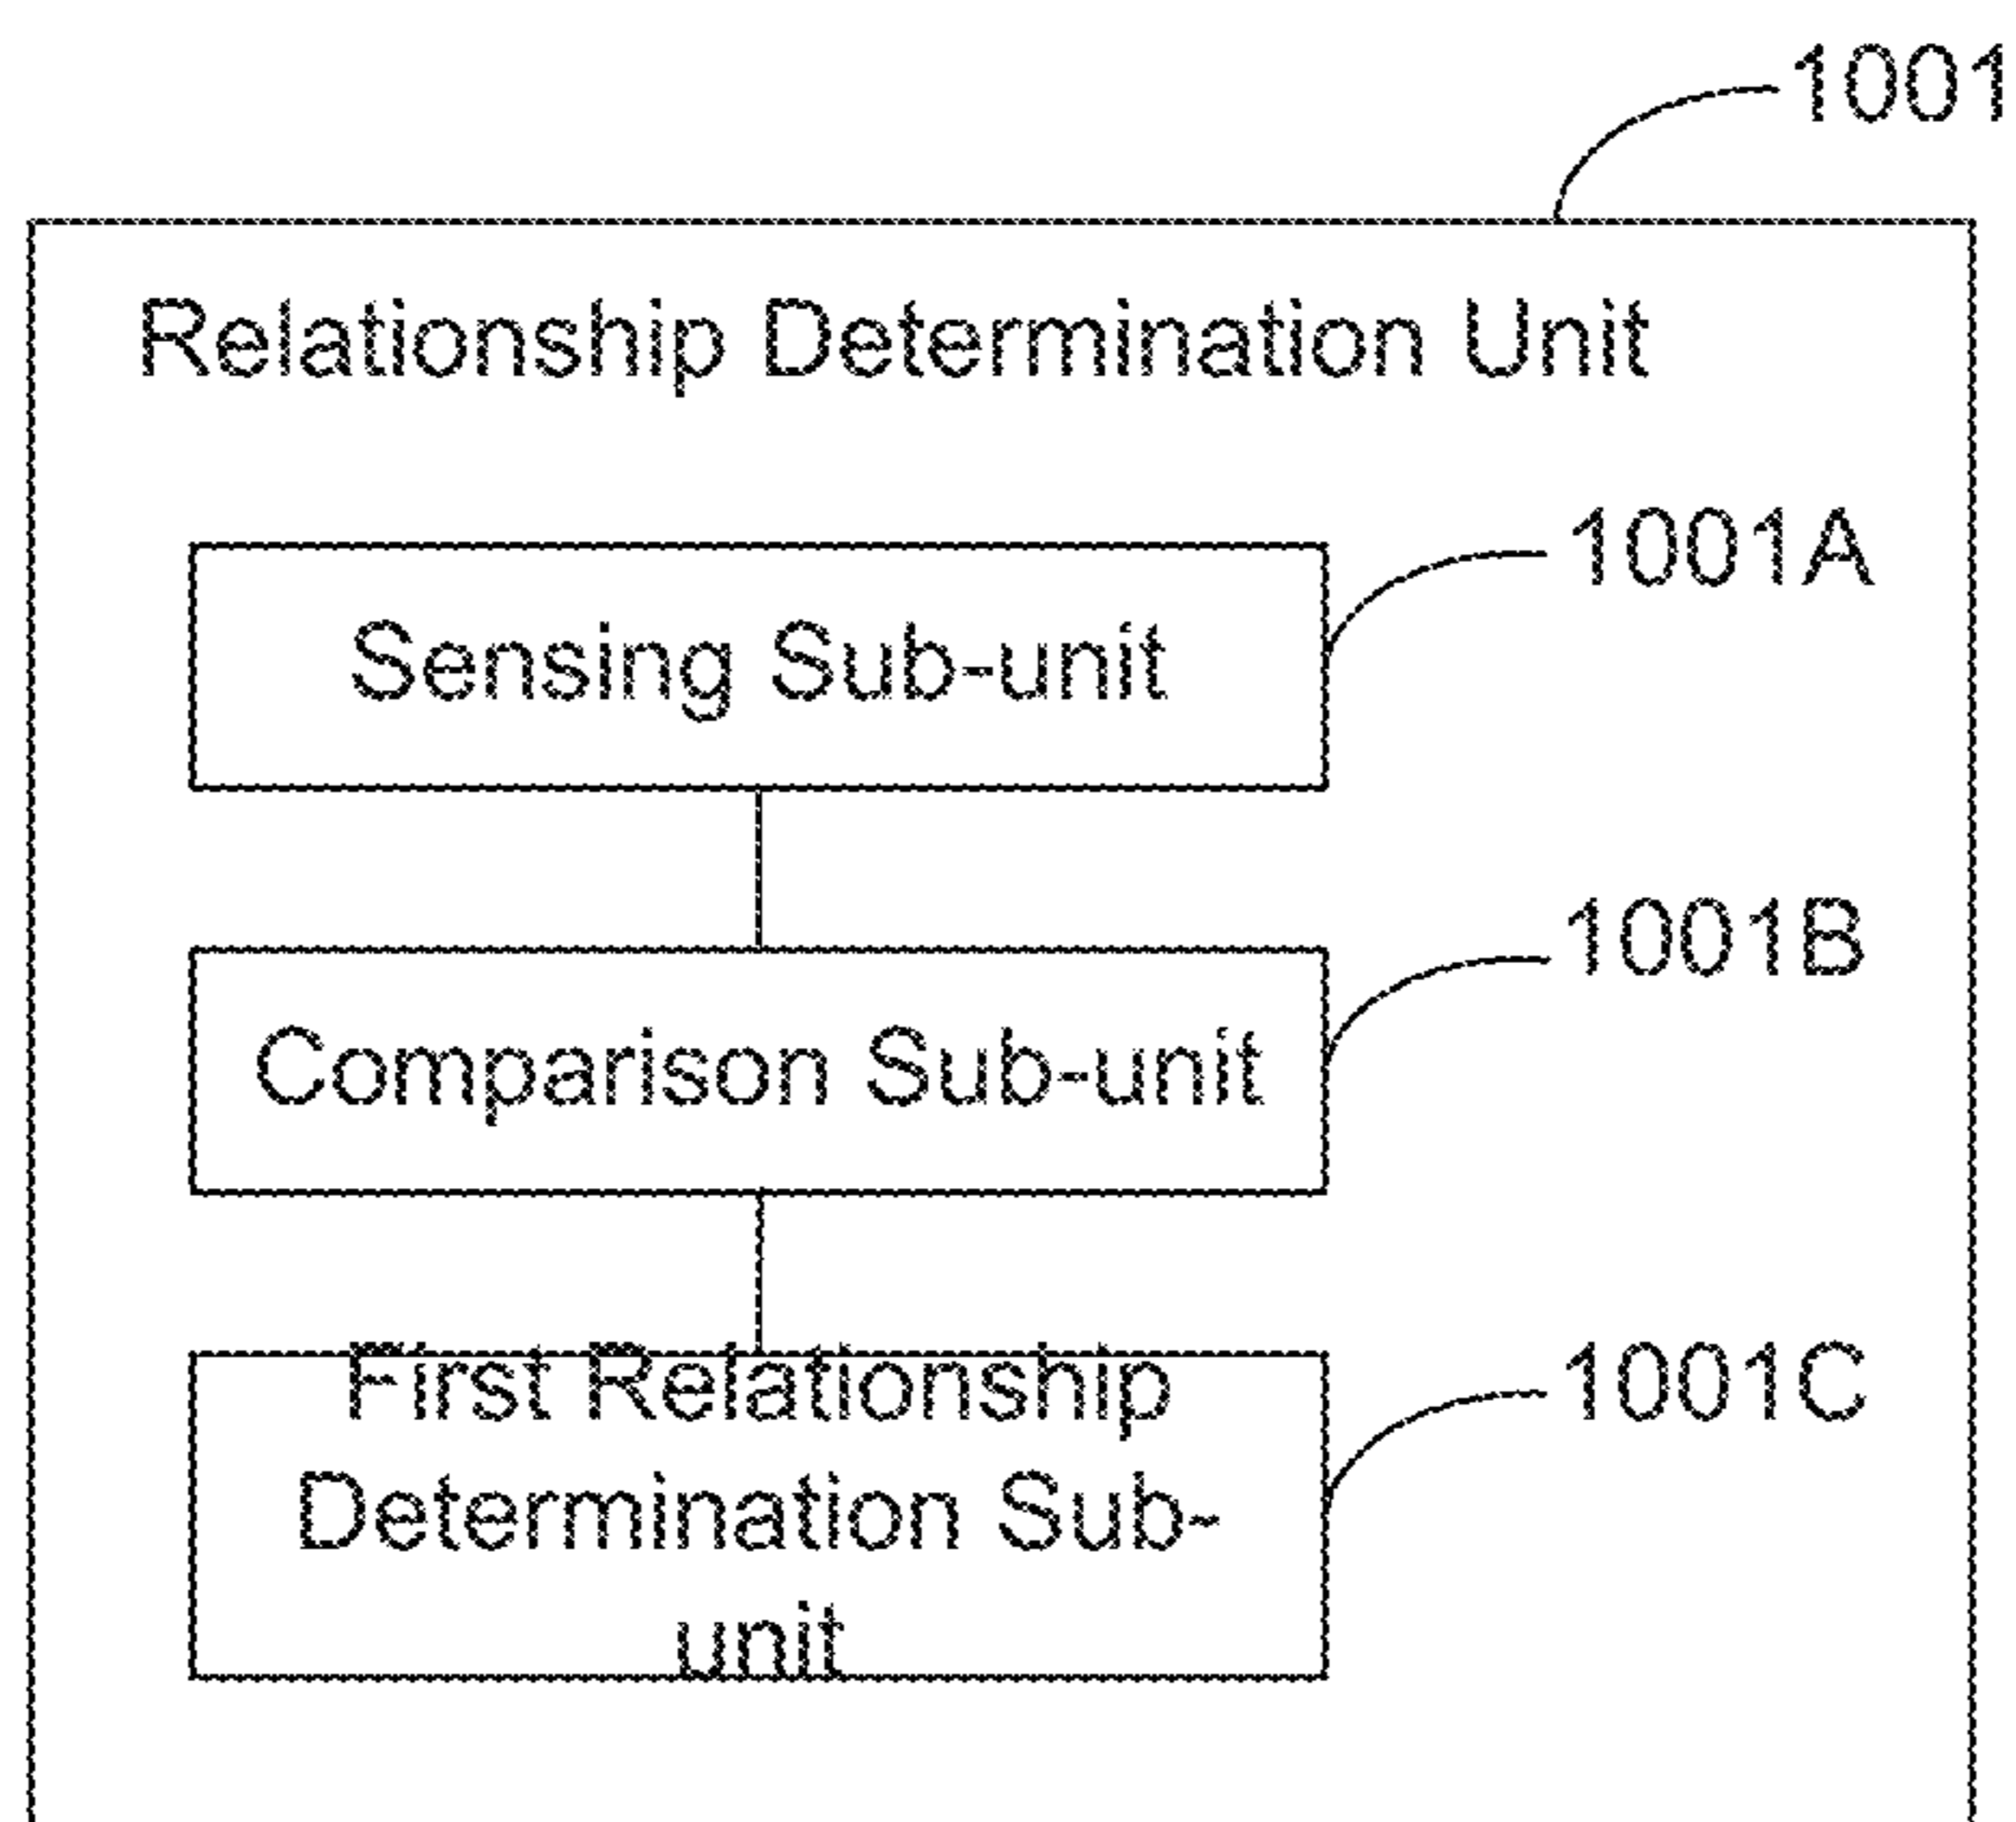 1001
Relationship Determination Unit
1001A
Sensing Sub-unit
1001B
Comparison Sub-unit
1001C
First Relationship
Determination Sub-
unit